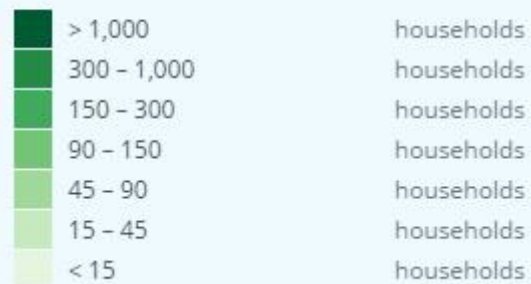 > 1,000 households
300 – 1,000 households
150 – 300 households
90 – 150 households
45 – 90 households
15 – 45 households
< 15 households